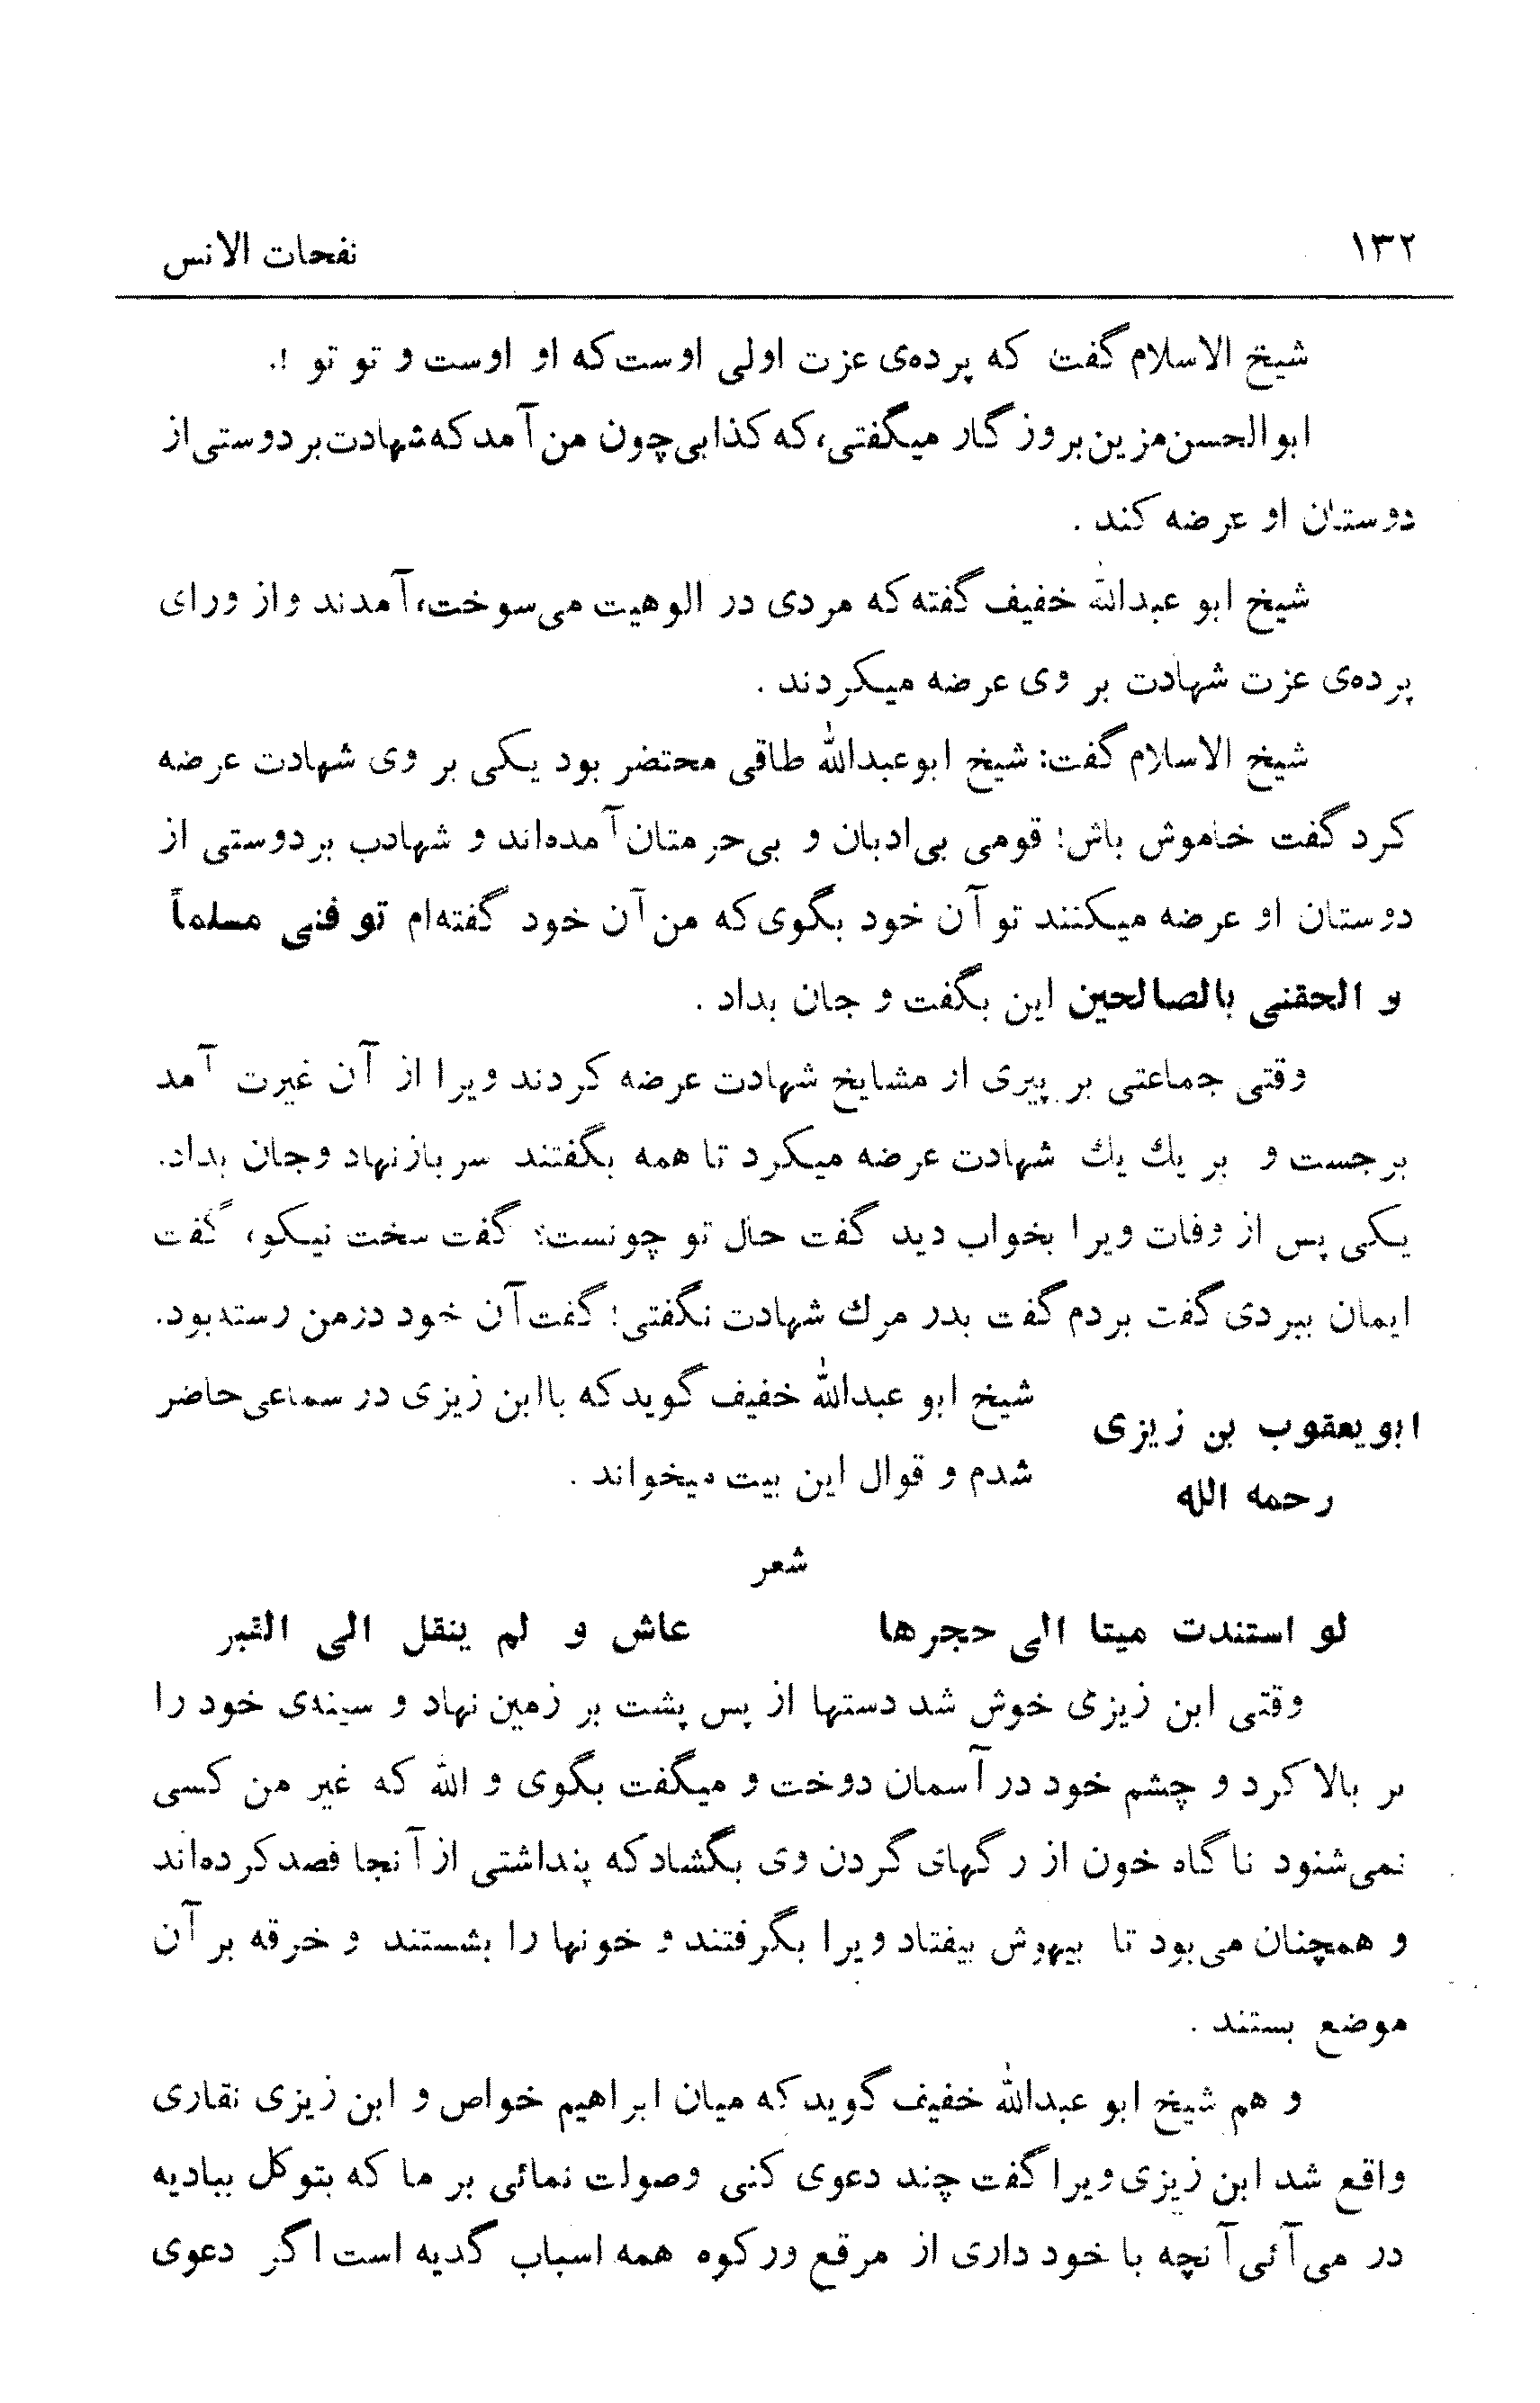 ۱۳۲ نفحات الانس
شیخ الاسلام گفت که پرده‌ی عزت اولی اوست که او اوست و تو تو !.
ابوالحسن مزین بروزگار میگفتی، که کذابی چون من آمد که شهادت بر دوستی از
دوستان او عرضه کند .
شیخ ابو عبدالله خفیف گفته که مردی در الوهیت می‌سوخت، آمدند و از ورای
پرده‌ی عزت شهادت بر وی عرضه میکردند .
شیخ الاسلام گفت: شیخ ابوعبدالله طاقی محتضر بود یکی بر وی شهادت عرضه
کرد گفت خاموش باش! قومی بی‌ادبان و بی‌حرمتان آمده‌اند و شهادب بر دوستی از
دوستان او عرضه میکنند تو آن خود بگوی که من آن خود گفته‌ام تو فنی مسلماً
و الحقنی بالصالحین این بگفت و جان بداد .
وقتی جماعتی بر پیری از مشایخ شهادت عرضه کردند ویرا از آن غیرت آمد
برجست و بر یك یك شهادت عرضه میکرد تا همه بگفتند سر بازنهاد وجان بداد.
یکی پس از وفات ویرا بخواب دید گفت حال تو چونست؛ گفت سخت نیکو، گفت
ایمان ببردی گفت بردم گفت بدر مرك شهادت نگفتی؛ گفت آن خود درمن رسته بود.
ابویعقوب بن زیزی
رحمه الله
شیخ ابو عبدالله خفیف گوید که باابن زیزی در سماعی حاضر
شدم و قوال این بیت میخواند .
شعر
لو استندت میتا الی حجرها عاش و لم ینقل الی القبر
وقتی ابن زیزی خوش شد دستها از پس پشت بر زمین نهاد و سینه‌ی خود را
بر بالا کرد و چشم خود در آسمان دوخت و میگفت بگوی و الله که غیر من کسی
نمی‌شنود ناگاه خون از رگهای گردن وی بگشاد که پنداشتی از آنجا فصد کرده‌اند
و همچنان می‌بود تا بیهوش بیفتاد ویرا بگرفتند و خونها را بشستند و خرقه بر آن
موضع بستند .
و هم شیخ ابو عبدالله خفیف گوید که میان ابراهیم خواص و ابن زیزی نقاری
واقع شد ابن زیزی ویرا گفت چند دعوی کنی وصولت نمائی بر ما که بتوکل ببادیه
در می‌آئی آنچه با خود داری از مرقع ورکوه همه اسباب گدیه است اگر دعوی